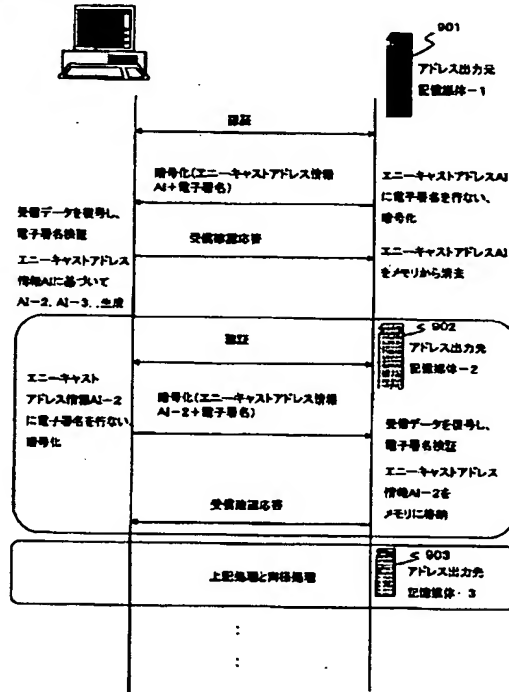 901
アドレス出力元
記憶媒体－1
認証
暗号化(エニーキャストアドレス情報
AI＋電子署名)
エニーキャストアドレスAI
に電子署名を行ない、
暗号化
受信データを復号し、
電子署名検証
受信確認応答
エニーキャストアドレス
情報AIに基づいて
AI－2, AI－3, ..生成
エニーキャストアドレスAI
をメモリから消去
認証
902
アドレス出力先
記憶媒体－2
エニーキャスト
アドレス情報AI－2
に電子署名を行ない、
暗号化
暗号化(エニーキャストアドレス情報
AI－2＋電子署名)
受信データを復号し、
電子署名検証
エニーキャストアドレス
情報AI－2を
メモリに格納
受信確認応答
上記処理と同様処理
903
アドレス出力先
記憶媒体・3
:
: